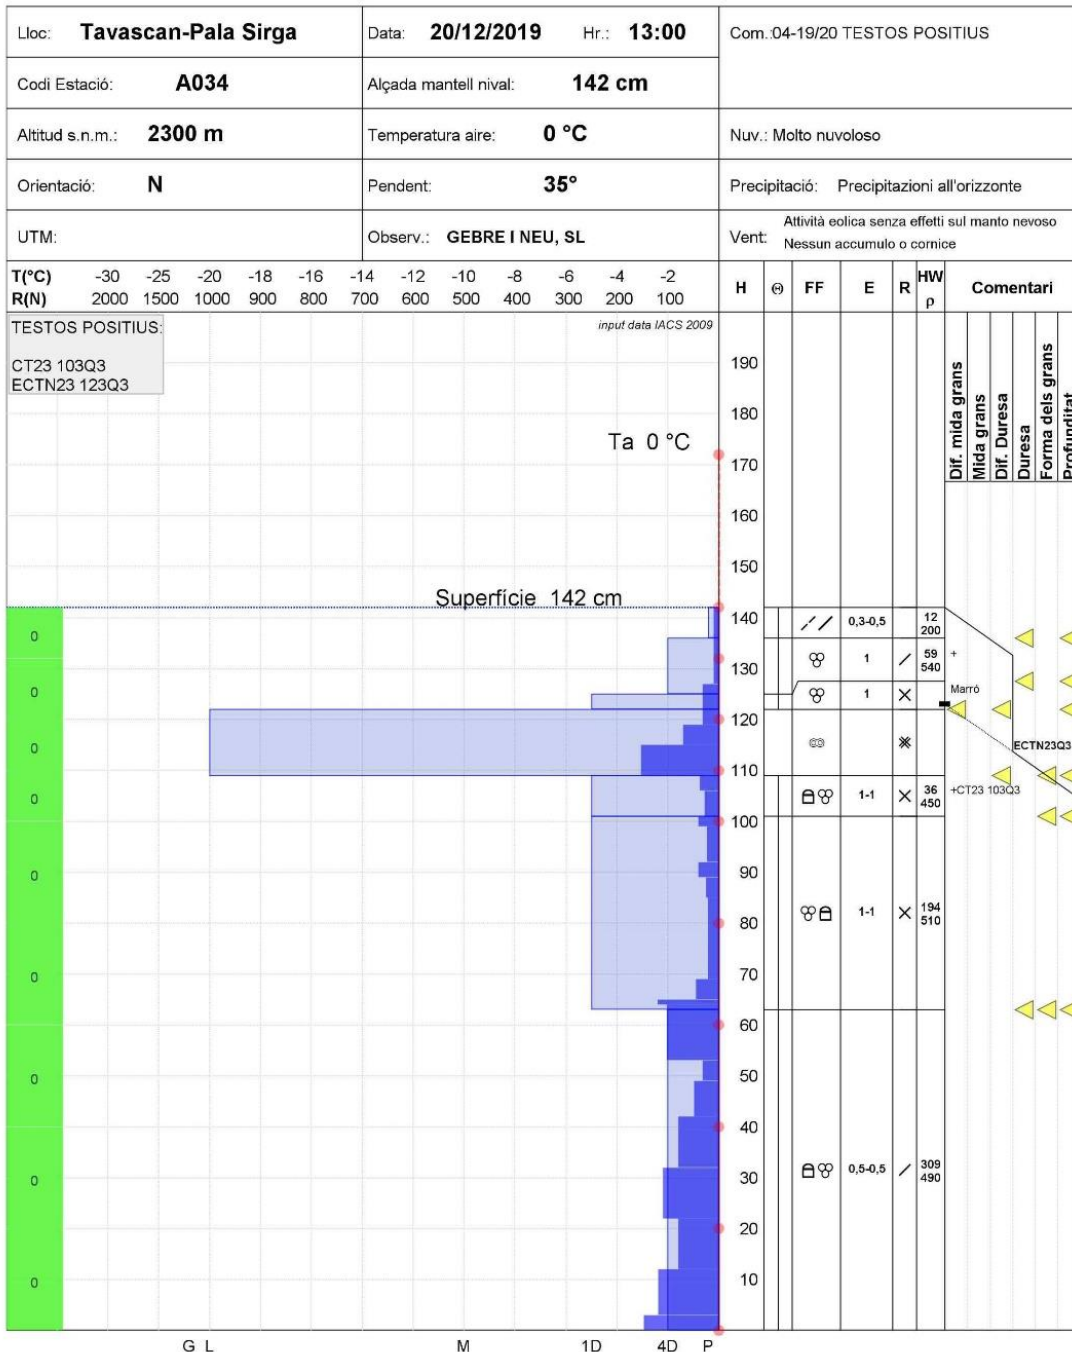 Lloc: Tavascan-Pala Sirga Data: 20/12/2019 Hr.: 13:00 Com.:04-19/20 TESTOS POSITIUS
Codi Estació: A034 Alçada mantell nival: 142 cm
Altitud s.n.m.: 2300 m Temperatura aire: 0 °C Nuv.: Molto nuvoloso
Orientació: N Pendent: 35° Precipitació: Precipitazioni all'orizzonte
UTM: Observ.: GEBRE I NEU, SL Vent: Attività eolica senza effetti sul manto nevoso
Nessun accumulo o cornice
T(°C) -30 -25 -20 -18 -16 -14 -12 -10 -8 -6 -4 -2
R(N) 2000 1500 1000 900 800 700 600 500 400 300 200 100
H Θ FF E R HW ρ Comentari
TESTOS POSITIUS:
CT23 103Q3
ECTN23 123Q3
input data IACS 2009
Dif. mida grans
Mida grans
Dif. Duresa
Duresa
Forma dels grans
Profunditat
190
180
Ta 0 °C
170
160
150
Superfície 142 cm
140 0,3-0,5 12
0 200
130 1 59 +
540
0 1 Marró
120
0 ECTN23Q3
110
0 1-1 36 +CT23 103Q3
450
100
90
0
80 1-1 194
510
70
0
60
50
0
40
30 0,5-0,5 309
0 490
20
10
0
G L M 1D 4D P